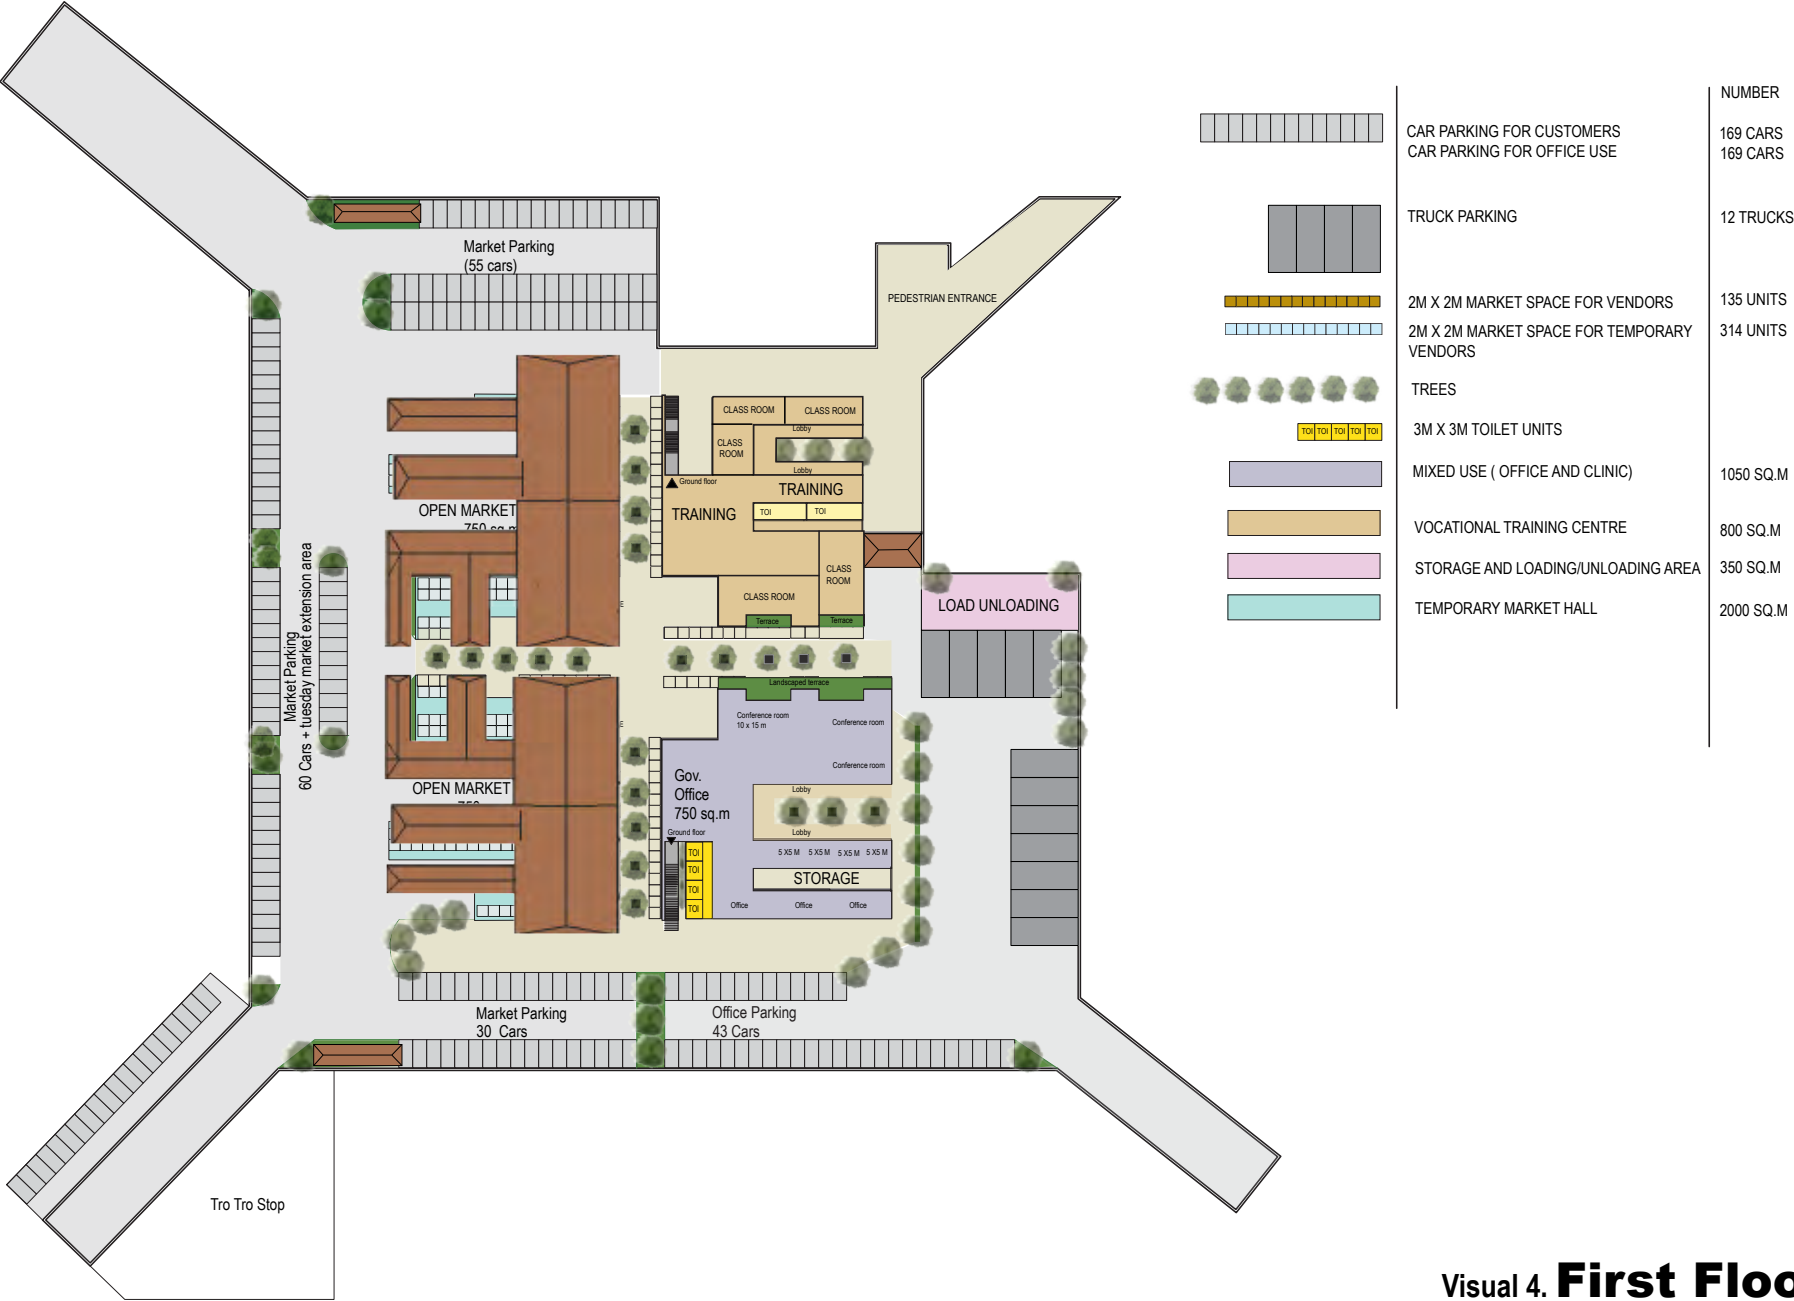 NUMBER
CAR PARKING FOR CUSTOMERS
169 CARS
CAR PARKING FOR OFFICE USE
169 CARS
TRUCK PARKING
12 TRUCKS
2M X 2M MARKET SPACE FOR VENDORS
135 UNITS
2M X 2M MARKET SPACE FOR TEMPORARY
VENDORS
314 UNITS
TREES
TOI TOI TOI TOI TOI
3M X 3M TOILET UNITS
MIXED USE ( OFFICE AND CLINIC)
1050 SQ.M
VOCATIONAL TRAINING CENTRE
800 SQ.M
STORAGE AND LOADING/UNLOADING AREA
350 SQ.M
TEMPORARY MARKET HALL
2000 SQ.M
Market Parking
(55 cars)
PEDESTRIAN ENTRANCE
CLASS ROOM
CLASS ROOM
Lobby
CLASS
ROOM
Lobby
Ground floor
TRAINING
TRAINING
TOI
TOI
OPEN MARKET
750 sq m
CLASS
ROOM
CLASS ROOM
Terrace
Terrace
LOAD UNLOADING
Market Parking
60 Cars + tuesday market extension area
Landscaped terrace
Conference room
10 x 15 m
Conference room
Conference room
OPEN MARKET
Gov.
Office
750 sq.m
Ground floor
Lobby
Lobby
TOI
TOI
TOI
TOI
5 X5 M
5 X5 M
5 X5 M
5 X5 M
STORAGE
Office
Office
Office
Market Parking
30 Cars
Office Parking
43 Cars
Tro Tro Stop
Visual 4. First Floo